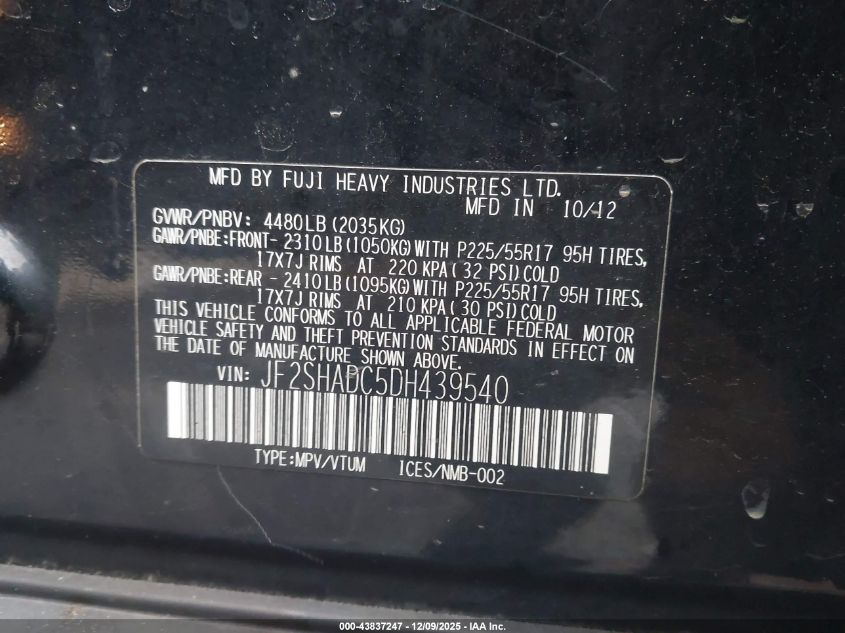 MFD BY FUJI HEAVY INDUSTRIES LTD.
MFD IN 10/12
GVWR/PNBV: 4480LB(2035KG)
GAWR/PNBE:FRONT- 2310LB(1050KG)WITH P225/55R17 95H TIRES,
17X7J RIMS AT 220 KPA( 32 PSI)COLD
GAWR/PNBE:REAR - 2410LB(1095KG)WITH P225/55R17 95H TIRES,
17X7J RIMS AT 210 KPA( 30 PSI)COLD
THIS VEHICLE CONFORMS TO ALL APPLICABLE FEDERAL MOTOR
VEHICLE SAFETY AND THEFT PREVENTION STANDARDS IN EFFECT ON
THE DATE OF MANUFACTURE SHOWN ABOVE.
VIN: JF2SHADC5DH439540
TYPE:MPV/VTUM ICES/NMB-002
000-43837247 - 12/09/2025 - IAA Inc.